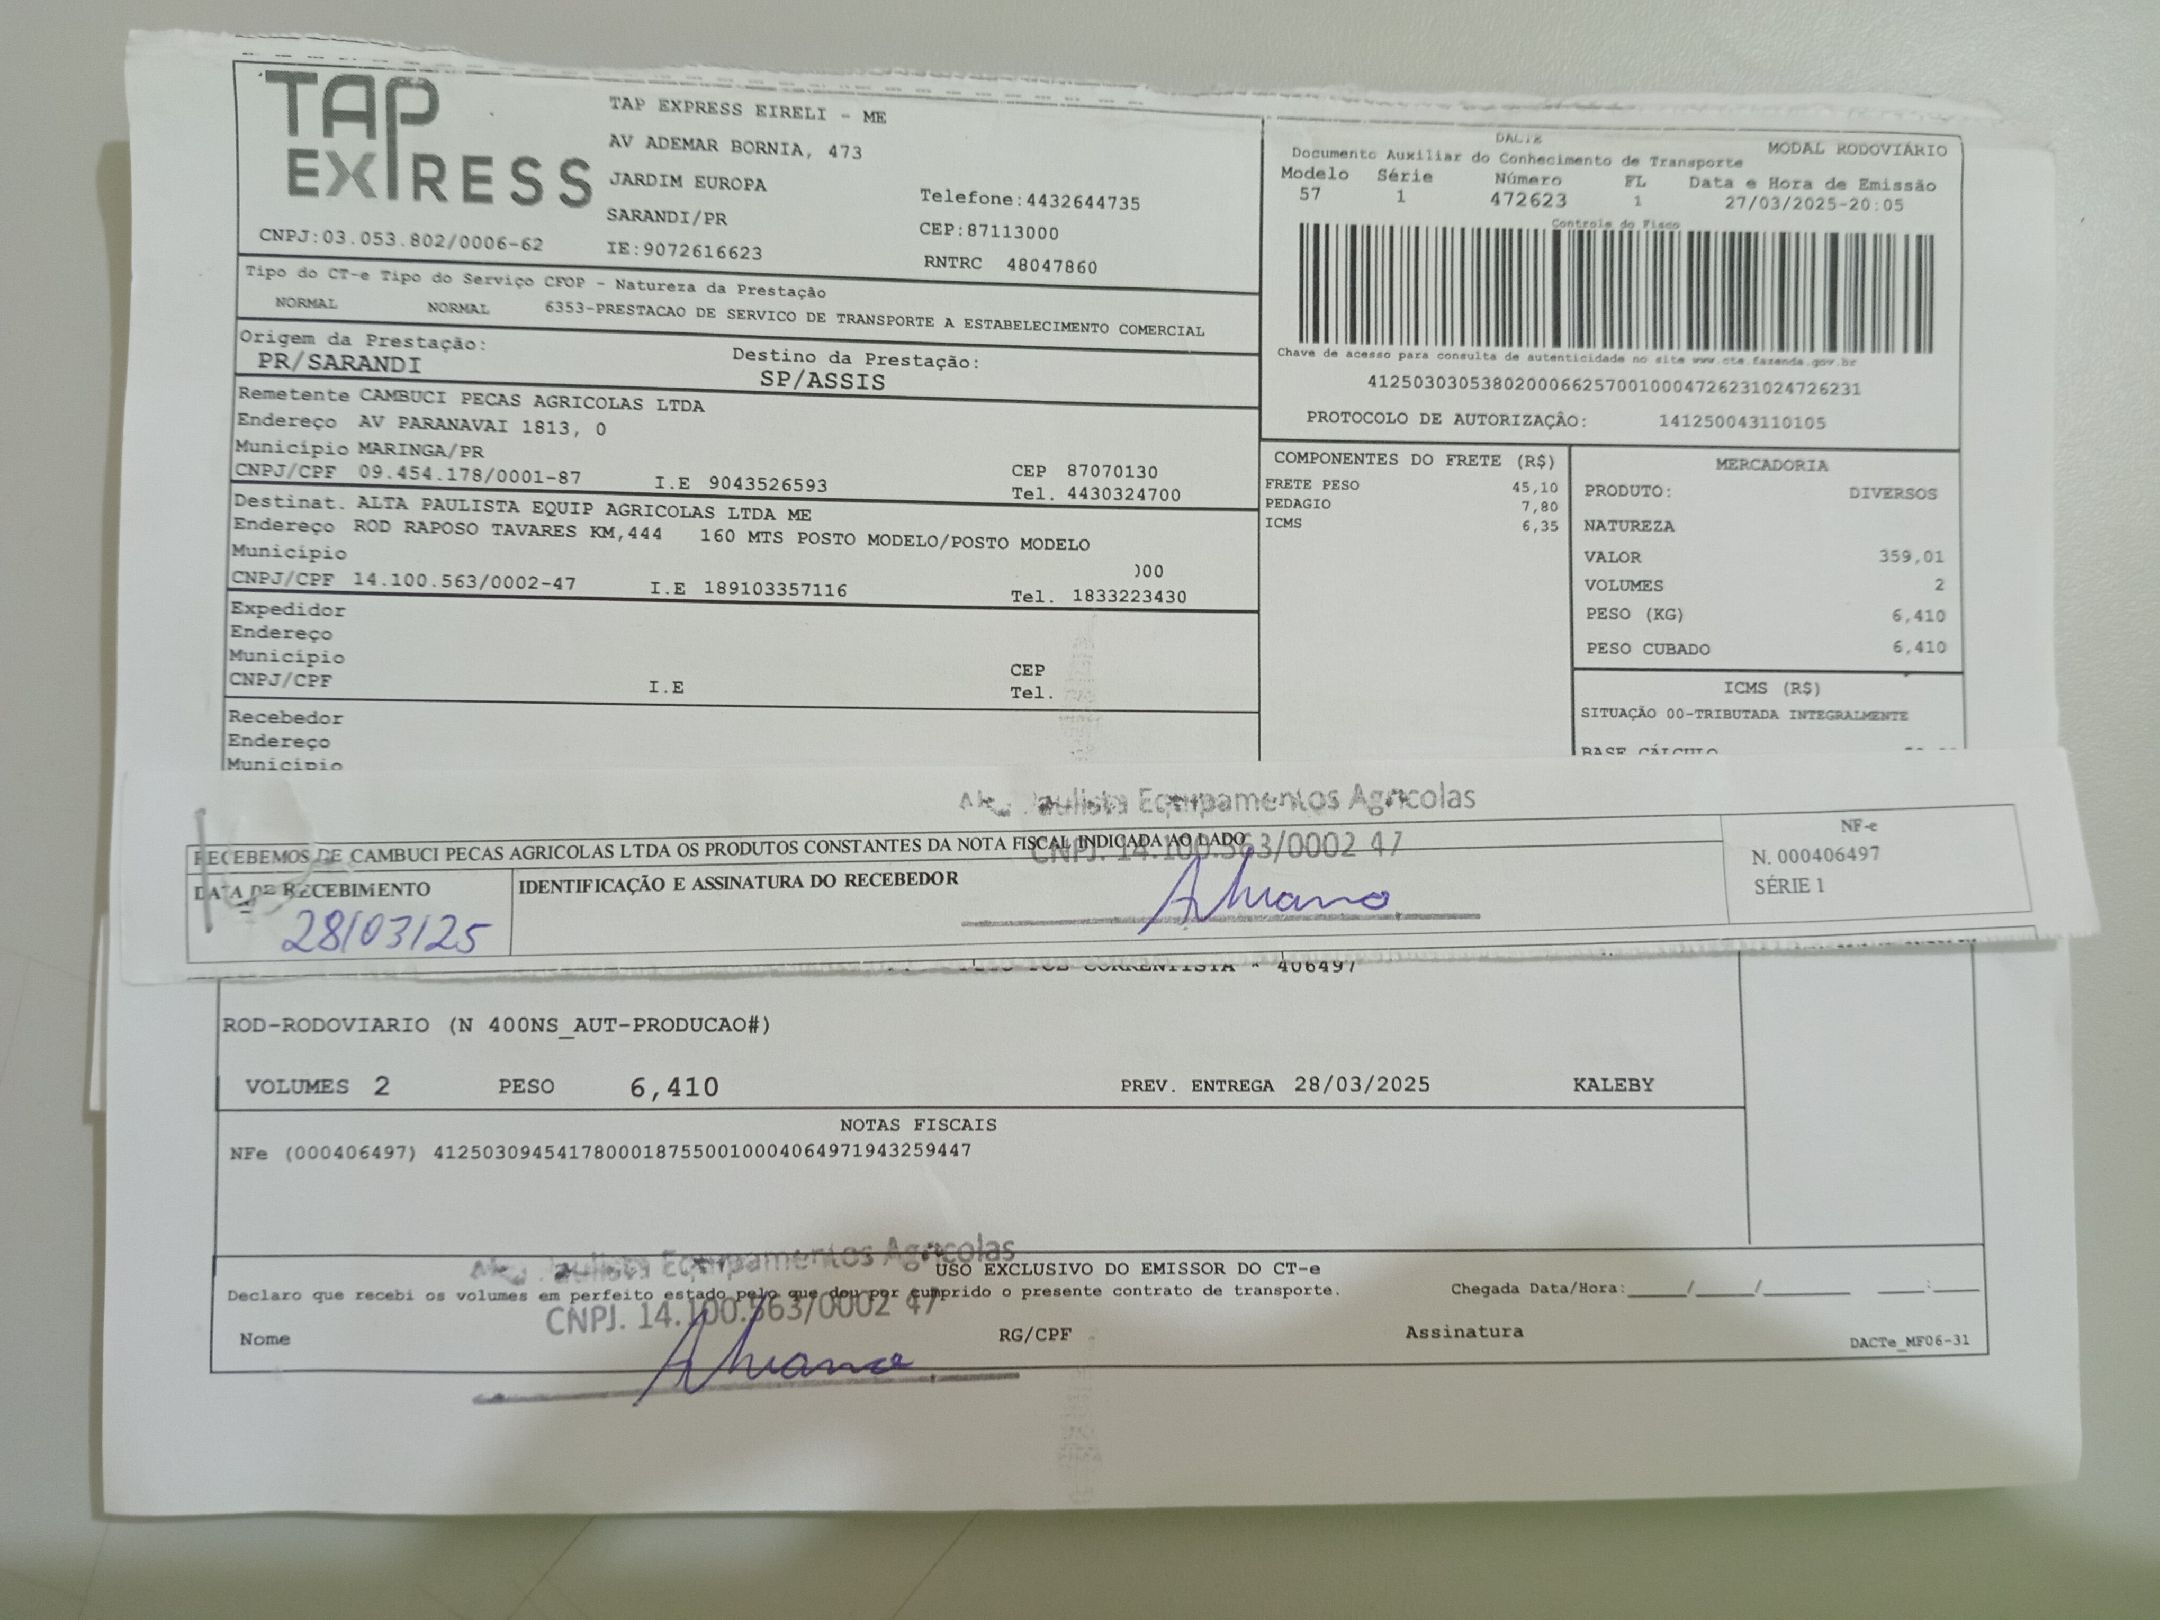 TAP
EXPRESS
TAP EXPRESS EIRELI - ME
AV ADEMAR BORNIA, 473
JARDIM EUROPA
SARANDI/PR
CNPJ:03.053.802/0006-62
IE:9072616623
Telefone:4432644735
CEP:87113000
RNTRC 48047860
DACTE
MODAL RODOVIÁRIO
Documento Auxiliar do Conhecimento de Transporte
Modelo Série Número FL Data e Hora de Emissão
57 1 472623 1 27/03/2025-20:05
Controle do Fisco
Chave de acesso para consulta de autenticidade no site www.cte.fazenda.gov.br
41250303053802000662570010004726231024726231
PROTOCOLO DE AUTORIZAÇÃO: 141250043110105
Tipo do CT-e Tipo do Serviço CFOP - Natureza da Prestação
NORMAL NORMAL 6353-PRESTACAO DE SERVICO DE TRANSPORTE A ESTABELECIMENTO COMERCIAL
Origem da Prestação: Destino da Prestação:
PR/SARANDI SP/ASSIS
Remetente CAMBUCI PECAS AGRICOLAS LTDA
Endereço AV PARANAVAI 1813, 0
Município MARINGA/PR CEP 87070130
CNPJ/CPF 09.454.178/0001-87 I.E 9043526593 Tel. 4430324700
Destinat. ALTA PAULISTA EQUIP AGRICOLAS LTDA ME
Endereço ROD RAPOSO TAVARES KM,444 160 MTS POSTO MODELO/POSTO MODELO
Município
CNPJ/CPF 14.100.563/0002-47 I.E 189103357116 Tel. 1833223430
Expedidor
Endereço
Município CEP
CNPJ/CPF I.E Tel.
Recebedor
Endereço
Município
COMPONENTES DO FRETE (R$)
FRETE PESO 45,10
PEDAGIO 7,80
ICMS 6,35
MERCADORIA
PRODUTO: DIVERSOS
NATUREZA
VALOR 359,01
VOLUMES 2
PESO (KG) 6,410
PESO CUBADO 6,410
ICMS (R$)
SITUAÇÃO 00-TRIBUTADA INTEGRALMENTE
BASE CÁLCULO
Paulista Equipamentos Agricolas
CNPJ. 14.100.563/0002 47
RECEBEMOS DE CAMBUCI PECAS AGRICOLAS LTDA OS PRODUTOS CONSTANTES DA NOTA FISCAL INDICADA AO LADO
DATA DE RECEBIMENTO
28/03/25
IDENTIFICAÇÃO E ASSINATURA DO RECEBEDOR
NF-e
N. 000406497
SÉRIE 1
CORRENTISTA * 406497
ROD-RODOVIARIO (N 400NS_AUT-PRODUCAO#)
VOLUMES 2 PESO 6,410 PREV. ENTREGA 28/03/2025 KALEBY
NOTAS FISCAIS
NFe (000406497) 41250309454178000187550010004064971943259447
Paulista Equipamentos Agricolas
CNPJ. 14.100.563/0002 47
USO EXCLUSIVO DO EMISSOR DO CT-e
Declaro que recebi os volumes em perfeito estado pelo que dou por cumprido o presente contrato de transporte.
Chegada Data/Hora:____/____/______ ___:___
Nome RG/CPF Assinatura
DACTe_MF06-31